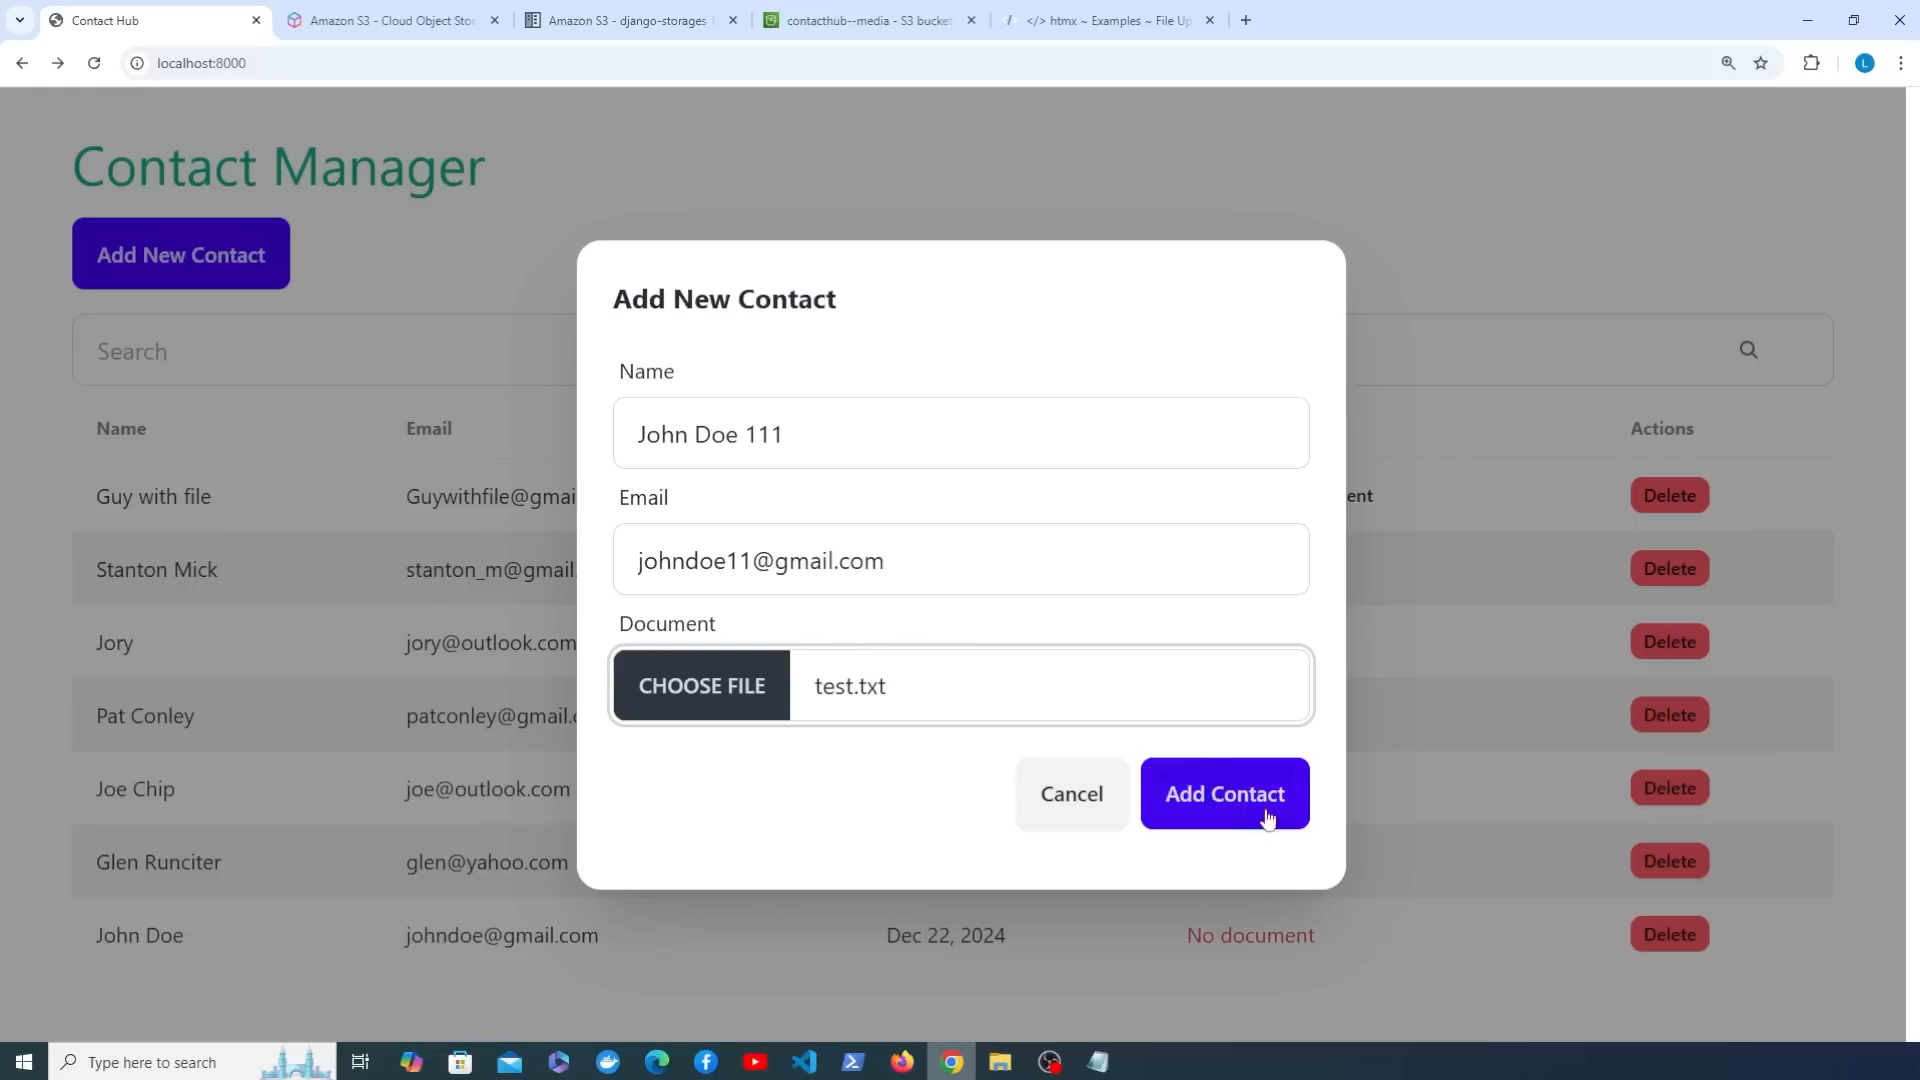 Contact Hub
Amazon S3 - Cloud Object Stor
Amazon S3 - django-storages
contacthub--media - S3 bucket
</> htmx ~ Examples ~ File Up
localhost:8000
L
Contact Manager
Add New Contact
Search
Name Email Actions
Guy with file Guywithfile@gmai ent Delete
Stanton Mick stanton_m@gmail. Delete
Jory jory@outlook.com Delete
Pat Conley patconley@gmail. Delete
Joe Chip joe@outlook.com Delete
Glen Runciter glen@yahoo.com Delete
John Doe johndoe@gmail.com Dec 22, 2024 No document Delete
Add New Contact
Name
John Doe 111
Email
johndoe11@gmail.com
Document
CHOOSE FILE test.txt
Cancel Add Contact
Type here to search